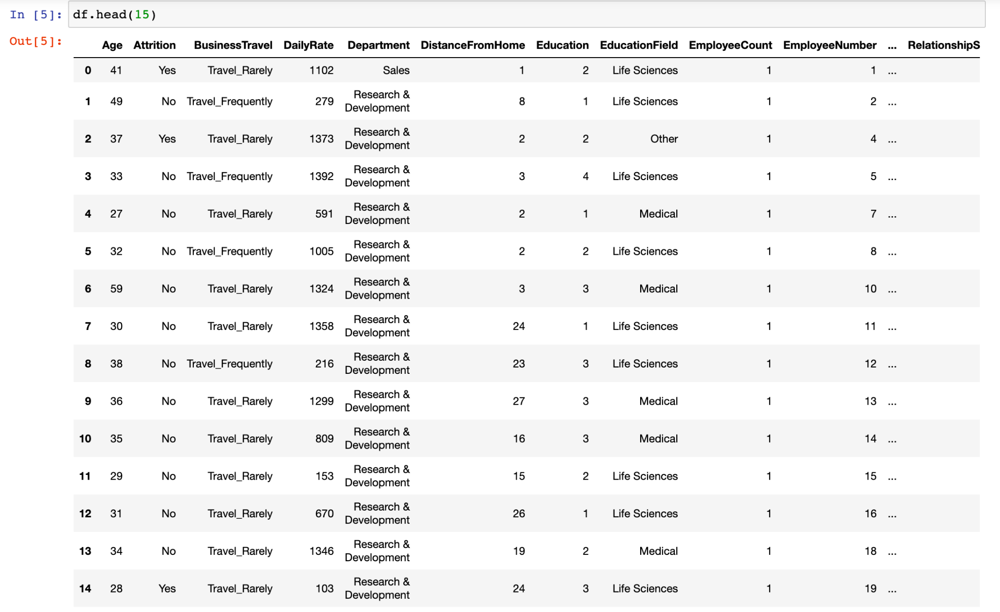 In [5]: df.head(15)
Out[5]:
Age Attrition BusinessTravel DailyRate Department DistanceFromHome Education EducationField EmployeeCount EmployeeNumber ... RelationshipS
0 41 Yes Travel_Rarely 1102 Sales 1 2 Life Sciences 1 1 ...
1 49 No Travel_Frequently 279 Research & Development 8 1 Life Sciences 1 2 ...
2 37 Yes Travel_Rarely 1373 Research & Development 2 2 Other 1 4 ...
3 33 No Travel_Frequently 1392 Research & Development 3 4 Life Sciences 1 5 ...
4 27 No Travel_Rarely 591 Research & Development 2 1 Medical 1 7 ...
5 32 No Travel_Frequently 1005 Research & Development 2 2 Life Sciences 1 8 ...
6 59 No Travel_Rarely 1324 Research & Development 3 3 Medical 1 10 ...
7 30 No Travel_Rarely 1358 Research & Development 24 1 Life Sciences 1 11 ...
8 38 No Travel_Frequently 216 Research & Development 23 3 Life Sciences 1 12 ...
9 36 No Travel_Rarely 1299 Research & Development 27 3 Medical 1 13 ...
10 35 No Travel_Rarely 809 Research & Development 16 3 Medical 1 14 ...
11 29 No Travel_Rarely 153 Research & Development 15 2 Life Sciences 1 15 ...
12 31 No Travel_Rarely 670 Research & Development 26 1 Life Sciences 1 16 ...
13 34 No Travel_Rarely 1346 Research & Development 19 2 Medical 1 18 ...
14 28 Yes Travel_Rarely 103 Research & Development 24 3 Life Sciences 1 19 ...